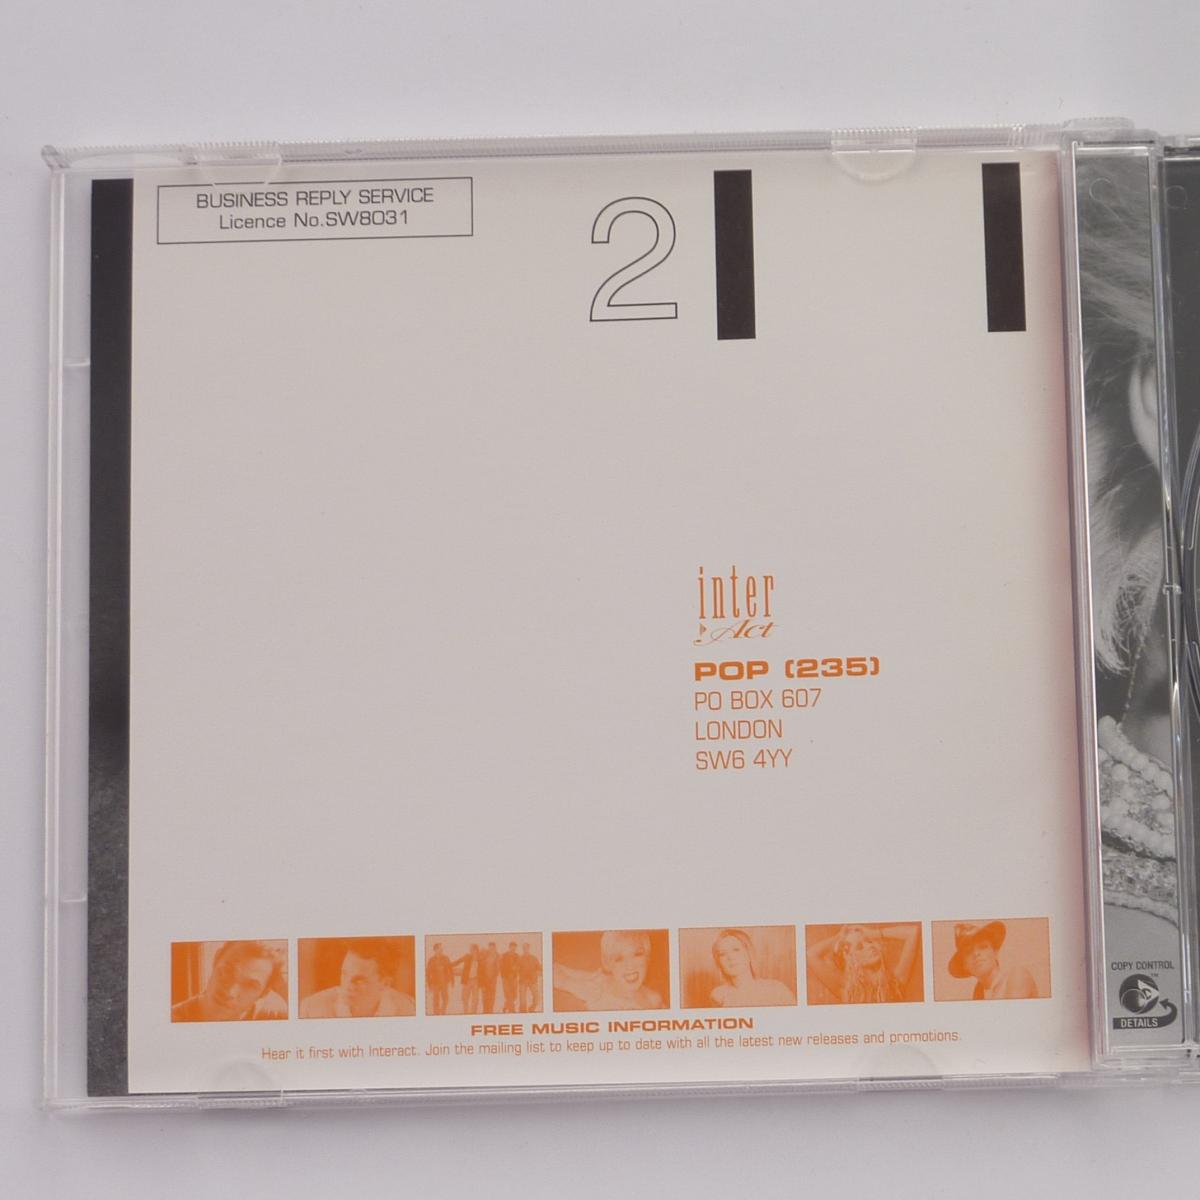 BUSINESS REPLY SERVICE
Licence No.SW8031
2
inter
Act
POP (235)
PO BOX 607
LONDON
SW6 4YY
FREE MUSIC INFORMATION
Hear it first with Interact. Join the mailing list to keep up to date with all the latest new releases and promotions.
COPY CONTROL
TM
DETAILS